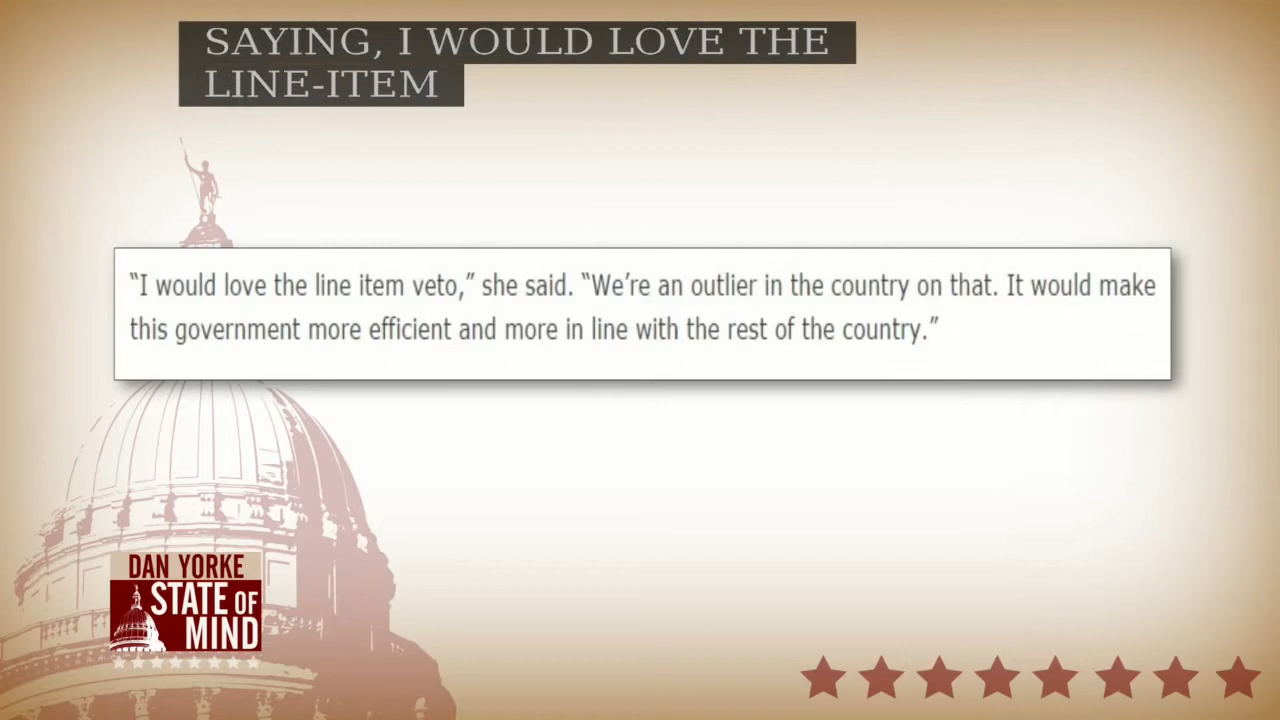 SAYING, I WOULD LOVE THE
LINE-ITEM
“I would love the line item veto,” she said. “We’re an outlier in the country on that. It would make
this government more efficient and more in line with the rest of the country.”
DAN YORKE
STATE OF
MIND